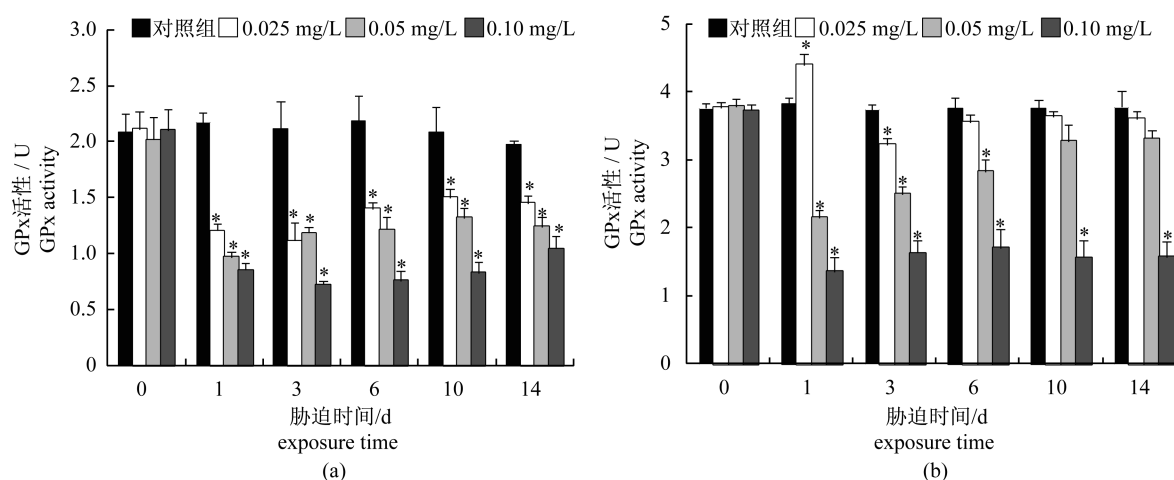 3.0
■对照组 □0.025 mg/L ■0.05 mg/L ■0.10 mg/L
2.5
2.0
1.5
1.0
0.5
0
GPx活性 / U
GPx activity
* * *
* * *
* * *
* * *
* * *
0 1 3 6 10 14
胁迫时间/d
exposure time
(a)
5
■对照组 □0.025 mg/L ■0.05 mg/L ■0.10 mg/L
4
3
2
1
0
GPx活性 / U
GPx activity
* * *
* * *
* *
*
*
0 1 3 6 10 14
胁迫时间/d
exposure time
(b)